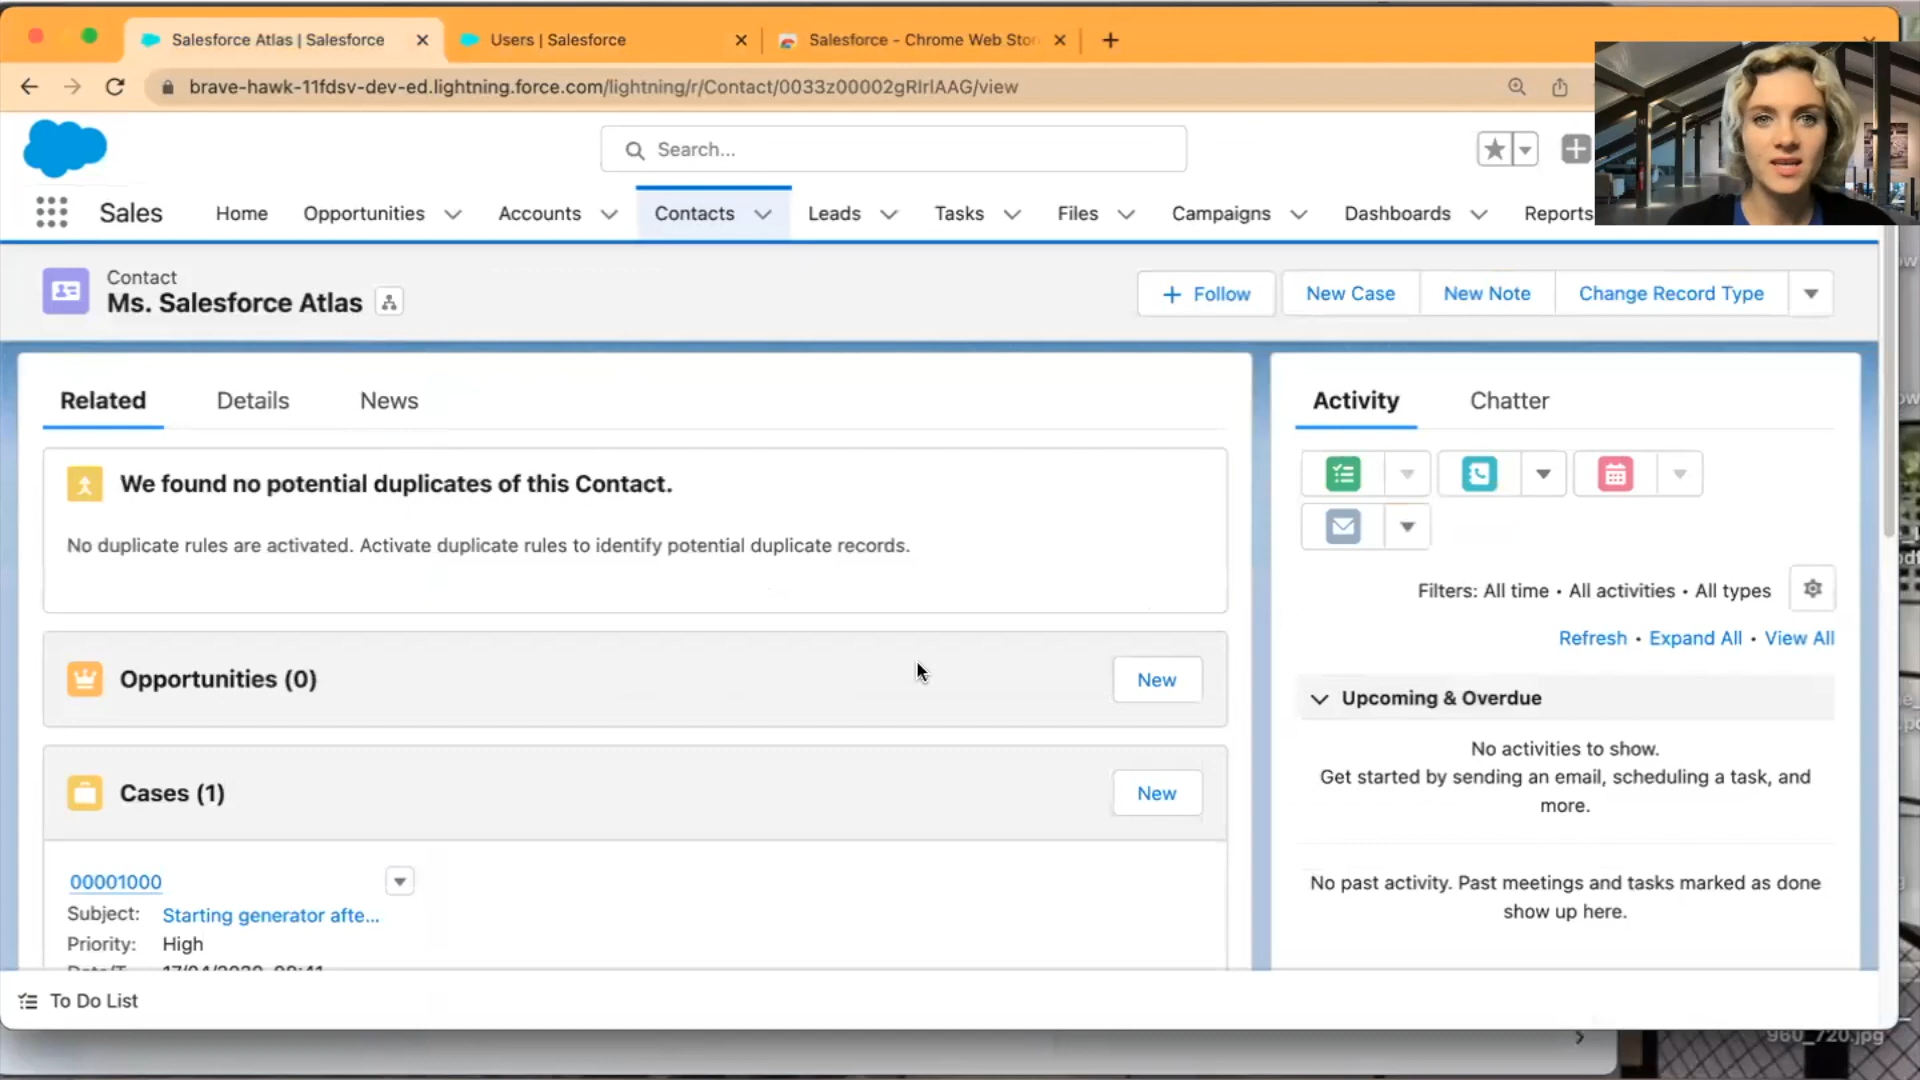 Salesforce Atlas | Salesforce
Users | Salesforce
Salesforce - Chrome Web Stor
brave-hawk-11fdsv-dev-ed.lightning.force.com/lightning/r/Contact/0033z00002gRIrIAAG/view
Search...
Sales
Home
Opportunities
Accounts
Contacts
Leads
Tasks
Files
Campaigns
Dashboards
Reports
Contact
Ms. Salesforce Atlas
Follow
New Case
New Note
Change Record Type
Related
Details
News
We found no potential duplicates of this Contact.
No duplicate rules are activated. Activate duplicate rules to identify potential duplicate records.
Opportunities (0)
New
Cases (1)
New
00001000
Subject: Starting generator afte...
Priority: High
Activity
Chatter
Filters: All time • All activities • All types
Refresh • Expand All • View All
Upcoming & Overdue
No activities to show.
Get started by sending an email, scheduling a task, and
more.
No past activity. Past meetings and tasks marked as done
show up here.
To Do List
960_720.jpg